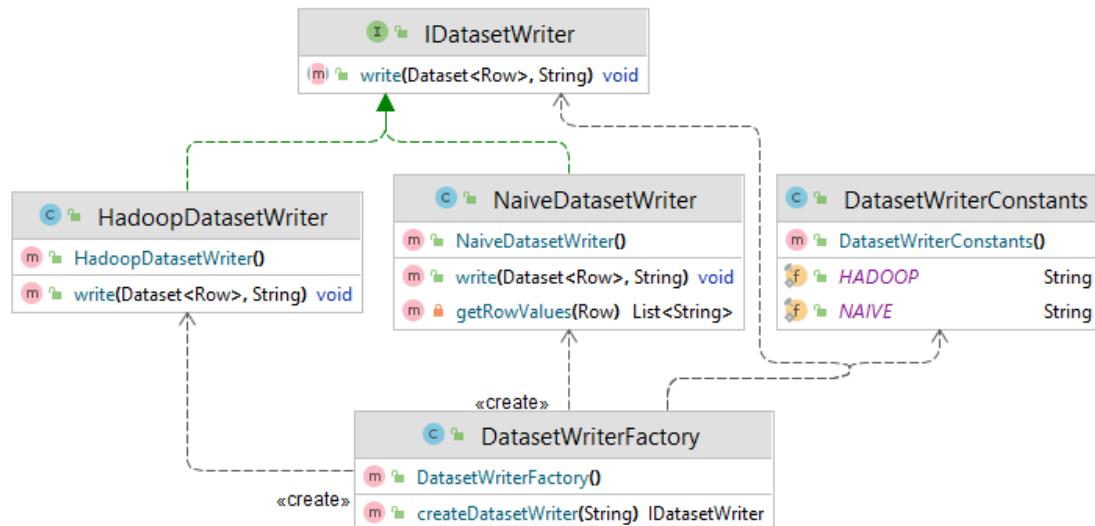 IDatasetWriter
write(Dataset<Row>, String) void
HadoopDatasetWriter
HadoopDatasetWriter()
write(Dataset<Row>, String) void
NaiveDatasetWriter
NaiveDatasetWriter()
write(Dataset<Row>, String) void
getRowValues(Row) List<String>
DatasetWriterConstants
DatasetWriterConstants()
HADOOP String
NAIVE String
«create»
«create»
DatasetWriterFactory
DatasetWriterFactory()
createDatasetWriter(String) IDatasetWriter